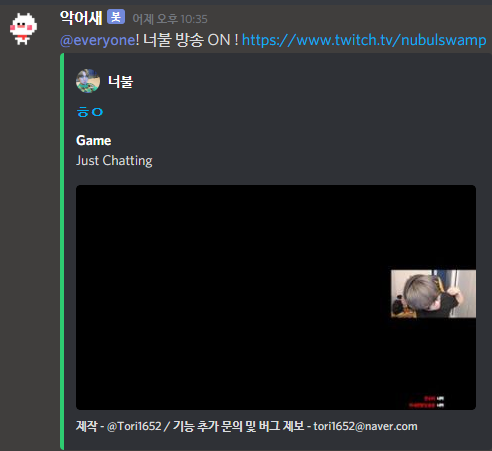 악어새 봇 어제 오후 10:35
@everyone! 너불 방송 ON ! https://www.twitch.tv/nubulswamp
너불
ㅎㅇ
Game
Just Chatting
제작 - @Tori1652 / 기능 추가 문의 및 버그 제보 - tori1652@naver.com